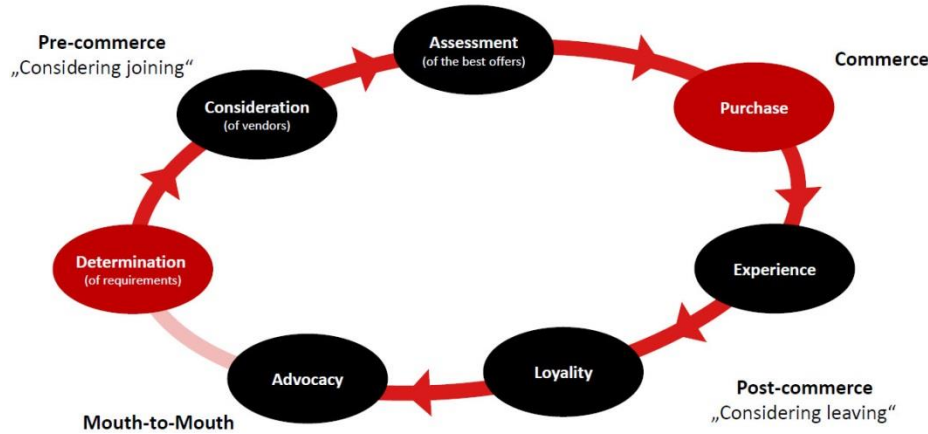 Pre-commerce
„Considering joining“
Assessment
(of the best offers)
Commerce
Consideration
(of vendors)
Purchase
Determination
(of requirements)
Experience
Advocacy
Loyalty
Post-commerce
„Considering leaving“
Mouth-to-Mouth